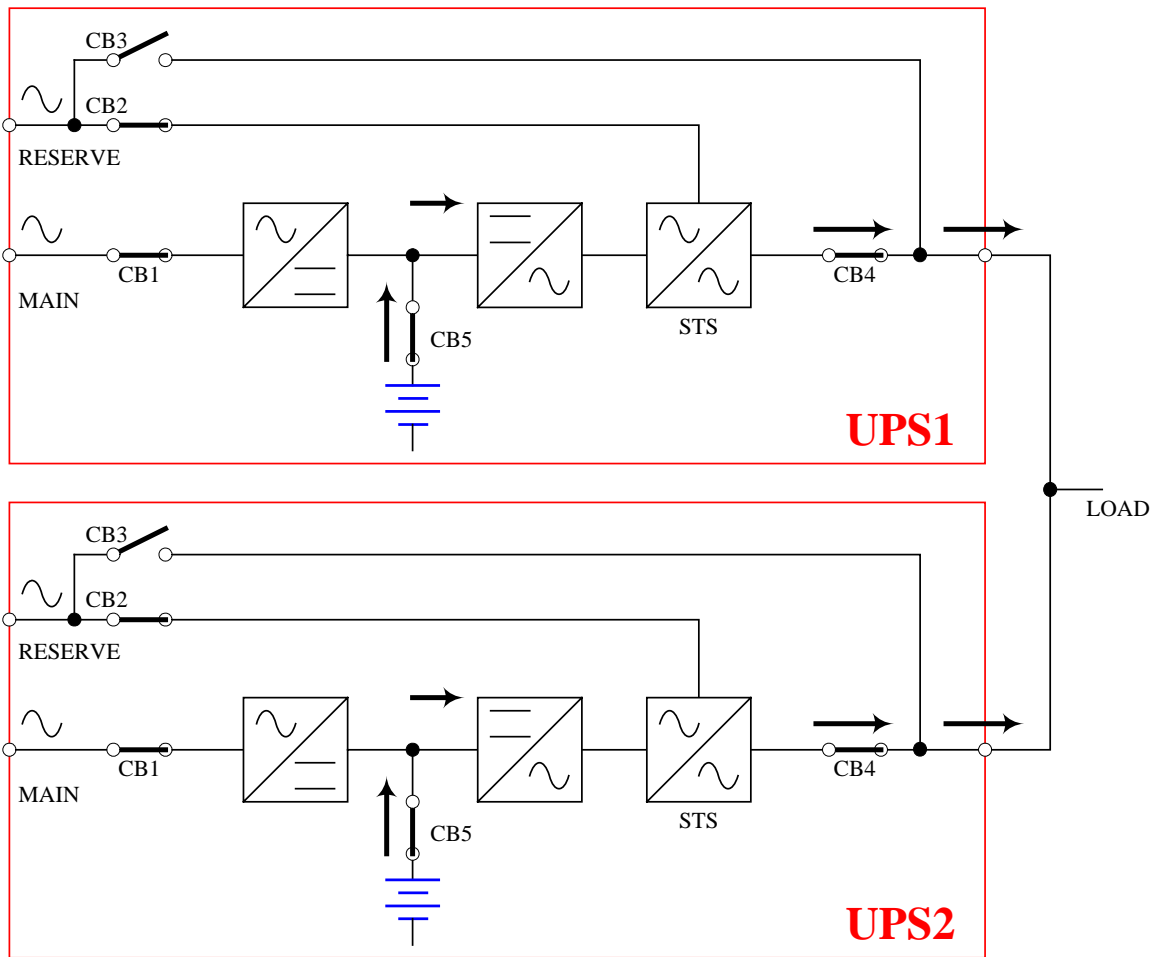 CB3
CB2
RESERVE
MAIN
CB1
CB5
STS
CB4
UPS1
LOAD
CB3
CB2
RESERVE
MAIN
CB1
CB5
STS
CB4
UPS2